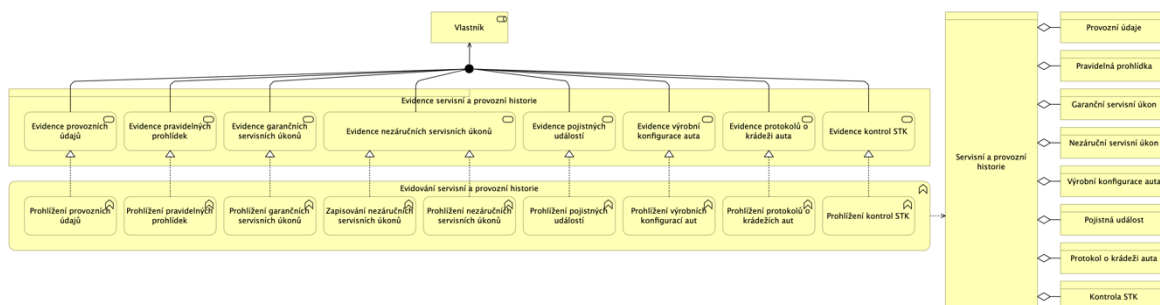 Vlastník
Evidence servisní a provozní historie
Evidence provozních
údajů
Evidence pravidelných
prohlídek
Evidence garančních
servisních úkonů
Evidence nezáručních servisních úkonů
Evidence pojistných
událostí
Evidence výrobní
konfigurace auta
Evidence protokolů o
krádeži auta
Evidence kontrol STK
Evidování servisní a provozní historie
Prohlížení provozních
údajů
Prohlížení pravidelných
prohlídek
Prohlížení garančních
servisních úkonů
Zapisování nezáručních
servisních úkonů
Prohlížení nezáručních
servisních úkonů
Prohlížení pojistných
událostí
Prohlížení výrobních
konfigurací aut
Prohlížení protokolů o
krádežích aut
Prohlížení kontrol STK
Servisní a provozní
historie
Provozní údaje
Pravidelná prohlídka
Garanční servisní úkon
Nezáruční servisní úkon
Výrobní konfigurace auta
Pojistná událost
Protokol o krádeži auta
Kontrola STK